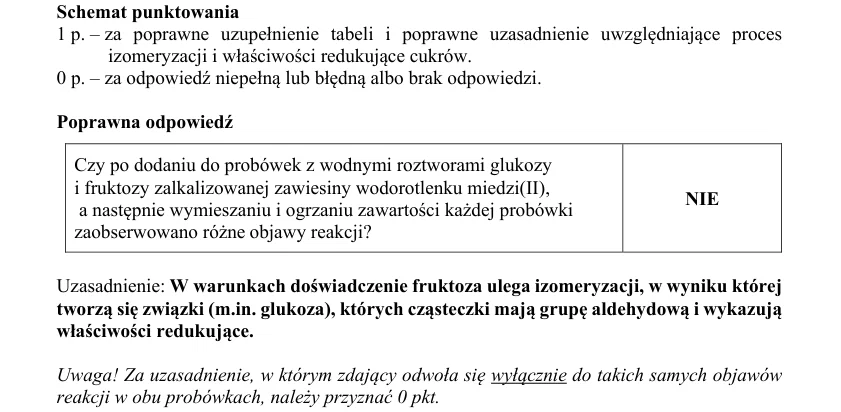 Schemat punktowania
1 p. – za poprawne uzupełnienie tabeli i poprawne uzasadnienie uwzględniające proces
izomeryzacji i właściwości redukujące cukrów.
0 p. – za odpowiedź niepełną lub błędną albo brak odpowiedzi.
Poprawna odpowiedź
Czy po dodaniu do probówek z wodnymi roztworami glukozy
i fruktozy zalkalizowanej zawiesiny wodorotlenku miedzi(II),
a następnie wymieszaniu i ogrzaniu zawartości każdej probówki
zaobserwowano różne objawy reakcji?
NIE
Uzasadnienie: W warunkach doświadczenie fruktoza ulega izomeryzacji, w wyniku której
tworzą się związki (m.in. glukoza), których cząsteczki mają grupę aldehydową i wykazują
właściwości redukujące.
Uwaga! Za uzasadnienie, w którym zdający odwoła się wyłącznie do takich samych objawów
reakcji w obu probówkach, należy przyznać 0 pkt.